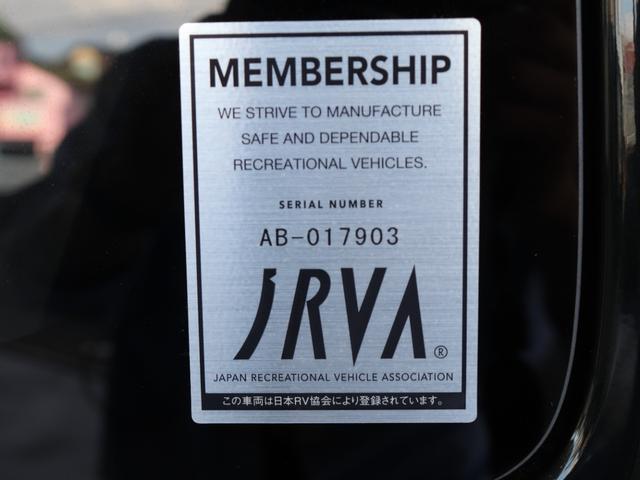 MEMBERSHIP
WE STRIVE TO MANUFACTURE
SAFE AND DEPENDABLE
RECREATIONAL VEHICLES.
SERIAL NUMBER
AB-017903
JRVA®
JAPAN RECREATIONAL VEHICLE ASSOCIATION
この車両は日本RV協会により登録されています。